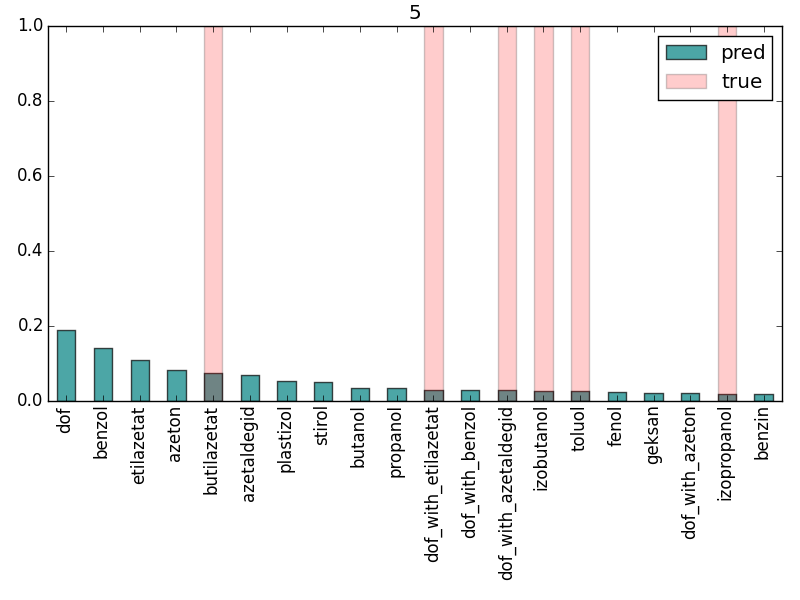 5
1.0
0.8
0.6
0.4
0.2
0.0
pred
true
dof
benzol
etilazetat
azeton
butilazetat
azetaldegid
plastizol
stirol
butanol
propanol
dof_with_etilazetat
dof_with_benzol
dof_with_azetaldegid
izobutanol
toluol
fenol
geksan
dof_with_azeton
izopropanol
benzin